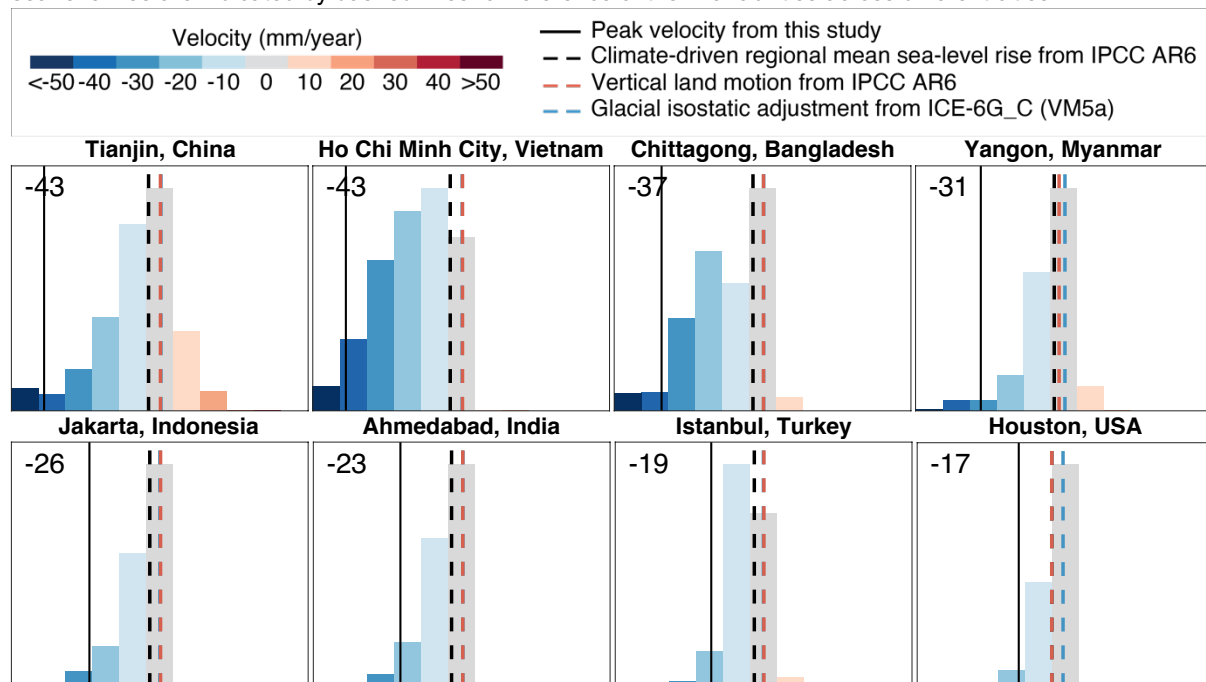 Velocity (mm/year)
<-50 -40 -30 -20 -10 0 10 20 30 40 >50
Peak velocity from this study
Climate-driven regional mean sea-level rise from IPCC AR6
Vertical land motion from IPCC AR6
Glacial isostatic adjustment from ICE-6G_C (VM5a)
Tianjin, China
Ho Chi Minh City, Vietnam
Chittagong, Bangladesh
Yangon, Myanmar
-43
-43
-37
-31
Jakarta, Indonesia
Ahmedabad, India
Istanbul, Turkey
Houston, USA
-26
-23
-19
-17